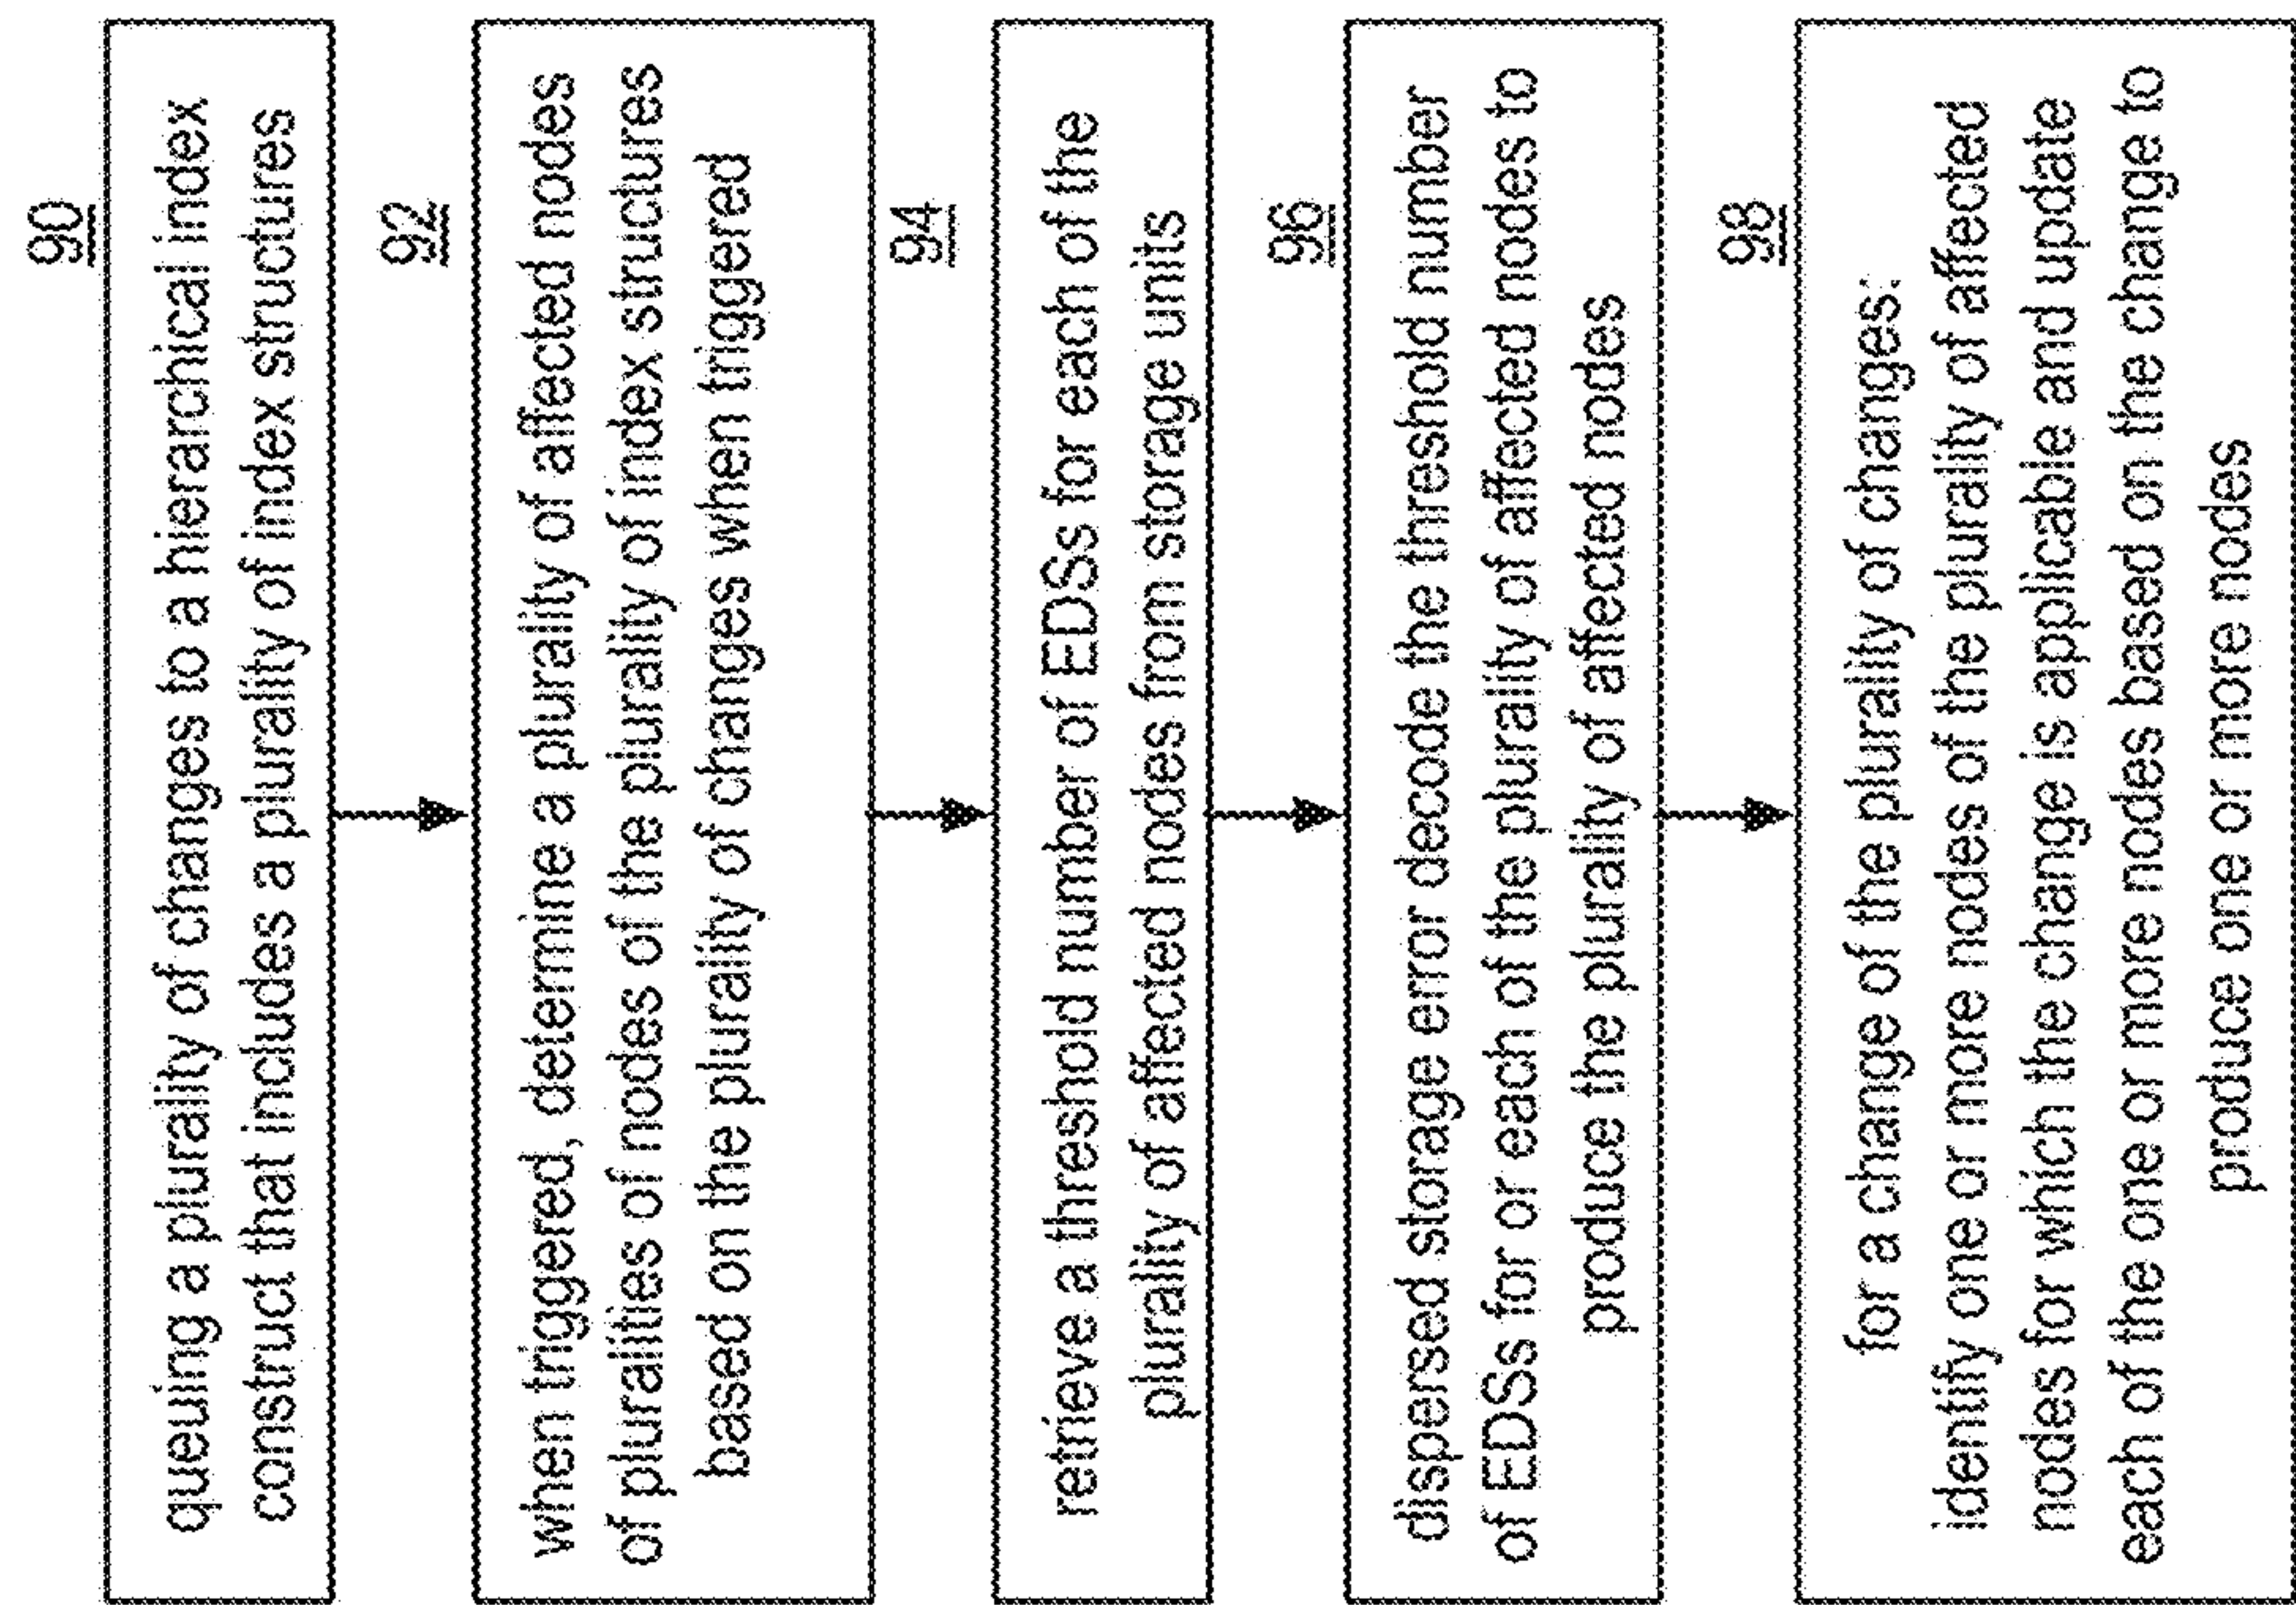 90
queuing a plurality of changes to a hierarchical index
construct that includes a plurality of index structures
92
when triggered, determine a plurality of affected nodes
of pluralities of nodes of the plurality of index structures
based on the plurality of changes when triggered
94
retrieve a threshold number of EDSs for each of the
plurality of affected nodes from storage units
96
dispersed storage error decode the threshold number
of EDSs for or each of the plurality of affected nodes to
produce the plurality of affected nodes
98
for a change of the plurality of changes:
identify one or more nodes of the plurality of affected
nodes for which the change is applicable and update
each of the one or more nodes based on the change to
produce one or more nodes